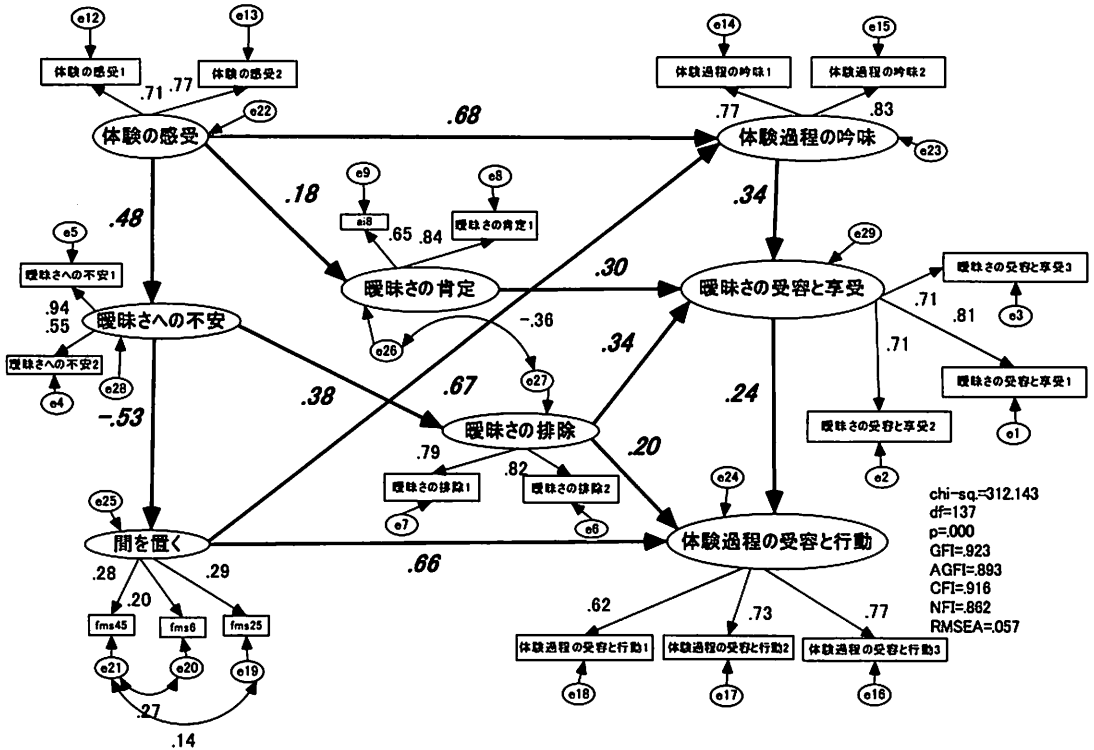 e12
e13
e14
e15
体験の感受1
体験の感受2
体験過程の吟味1
体験過程の吟味2
.71
.77
.77
.83
e22
体験の感受
.68
体験過程の吟味
e23
.48
.18
e9
e8
ai8
曖昧さの肯定1
.65
.84
.34
e5
曖昧さへの不安1
.94
.55
曖昧さへの不安
曖昧さへの不安2
e4
e28
曖昧さの肯定
.30
e29
曖昧さの受容と享受
曖昧さの受容と享受3
e3
.71
.81
.71
曖昧さの受容と享受1
e1
曖昧さの受容と享受2
e2
e26
-.36
e27
.34
.38
.67
.24
-.53
曖昧さの排除
.20
.79
.82
曖昧さの排除1
曖昧さの排除2
e7
e6
e25
間を置く
.66
e24
体験過程の受容と行動
chi-sq.=312.143
df=137
p=.000
GFI=.923
AGFI=.893
CFI=.916
NFI=.862
RMSEA=.057
.28
.20
.29
fms45
fms6
fms25
e21
e20
e19
.27
.14
.62
.73
.77
体験過程の受容と行動1
体験過程の受容と行動2
体験過程の受容と行動3
e18
e17
e16